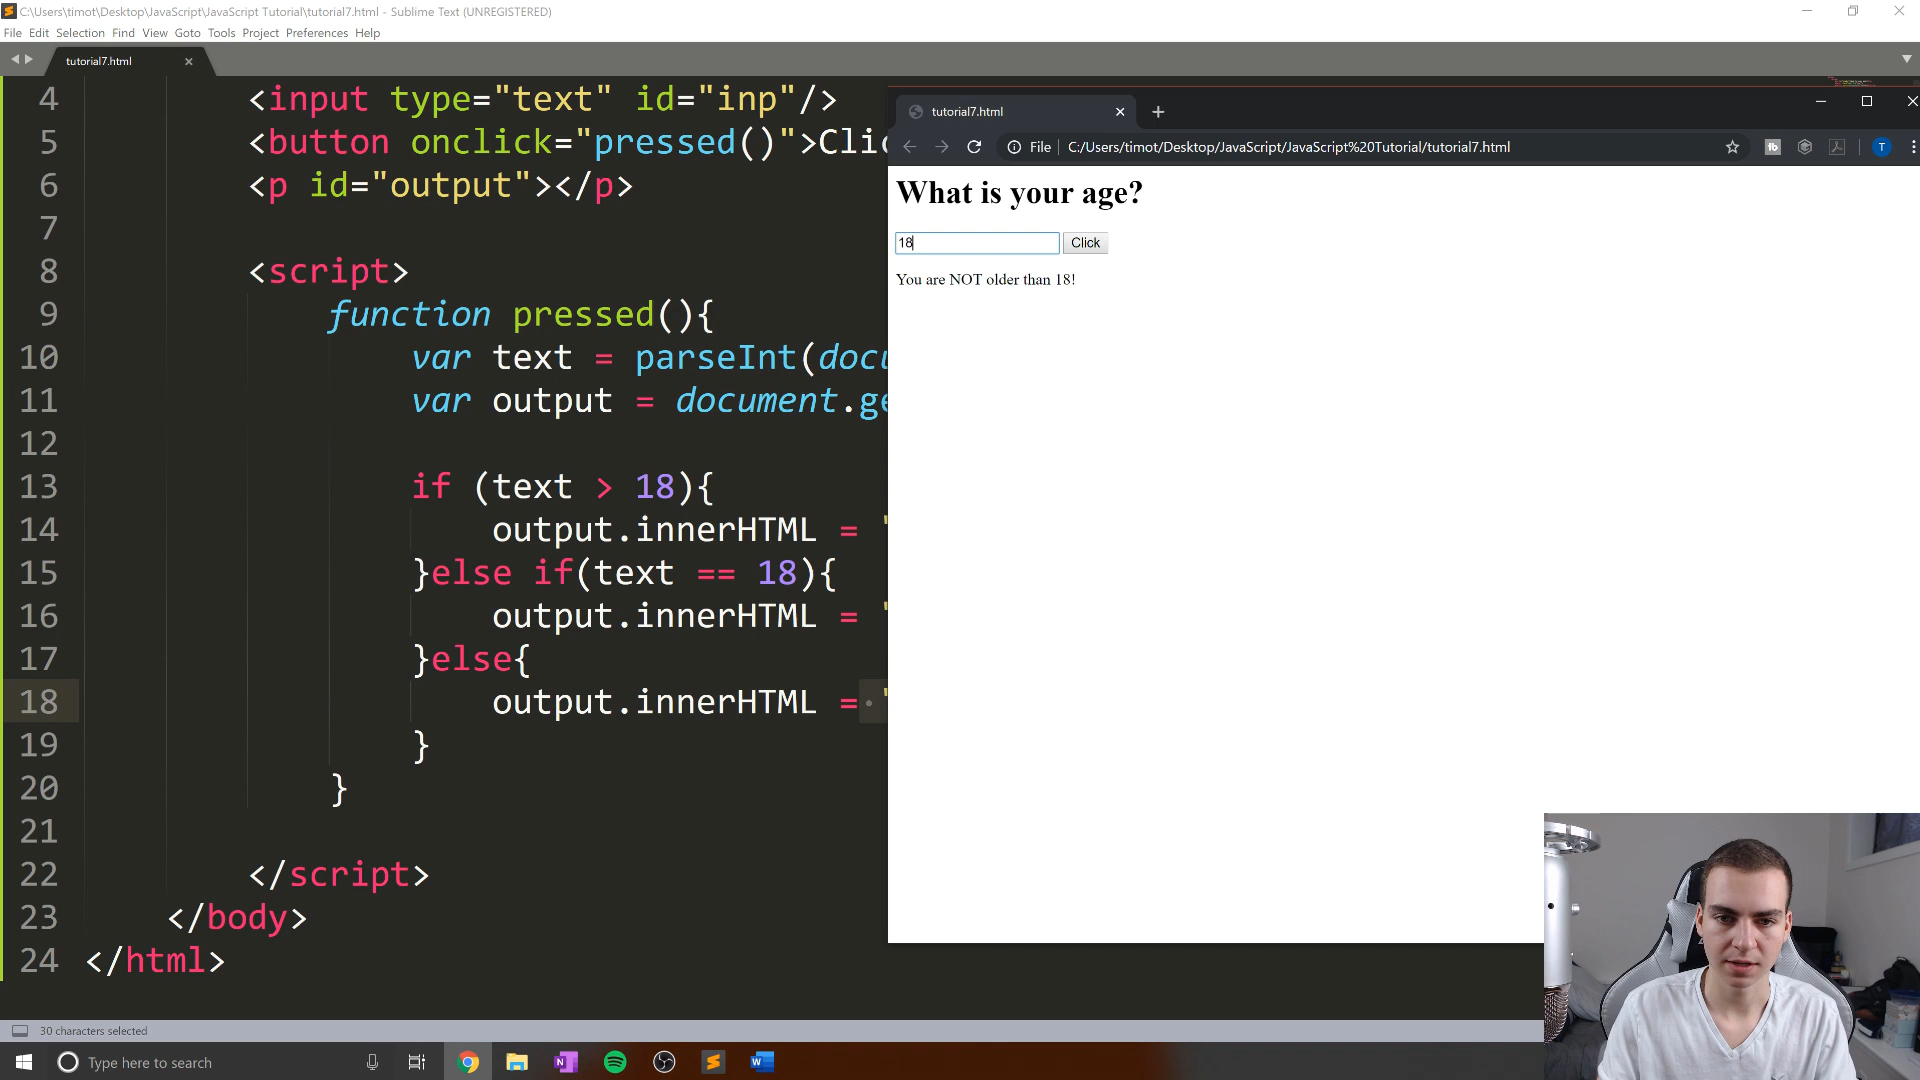 C:\Users\timot\Desktop\JavaScript\JavaScript Tutorial\tutorial7.html - Sublime Text (UNREGISTERED)
File Edit Selection Find View Goto Tools Project Preferences Help
tutorial7.html
4 <input type="text" id="inp"/>
5 <button onclick="pressed()">Clic
6 <p id="output"></p>
7
8 <script>
9 function pressed(){
10 var text = parseInt(docu
11 var output = document.ge
12
13 if (text > 18){
14 output.innerHTML = "
15 }else if(text == 18){
16 output.innerHTML = "
17 }else{
18 output.innerHTML = "
19 }
20 }
21
22 </script>
23 </body>
24 </html>
tutorial7.html
File C:/Users/timot/Desktop/JavaScript/JavaScript%20Tutorial/tutorial7.html
T
What is your age?
18 Click
You are NOT older than 18!
30 characters selected
Type here to search